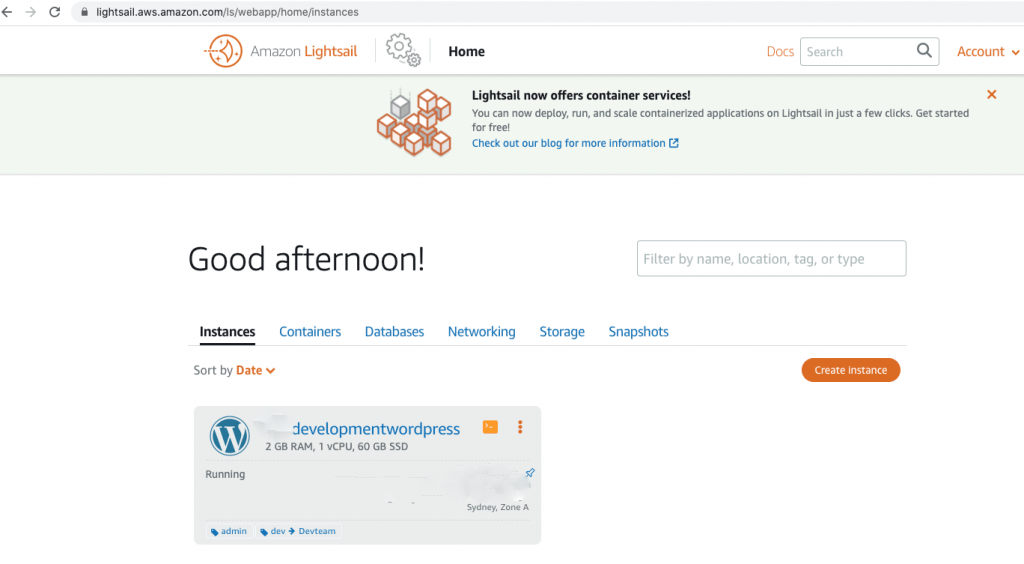 lightsail.aws.amazon.com/ls/webapp/home/instances
Amazon Lightsail
Home
Docs
Search
Account
Lightsail now offers container services!
You can now deploy, run, and scale containerized applications on Lightsail in just a few clicks. Get started
for free!
Check out our blog for more information
Good afternoon!
Filter by name, location, tag, or type
Instances Containers Databases Networking Storage Snapshots
Sort by Date
Create instance
developmentwordpress
2 GB RAM, 1 vCPU, 60 GB SSD
Running
Sydney, Zone A
admin dev → Devteam